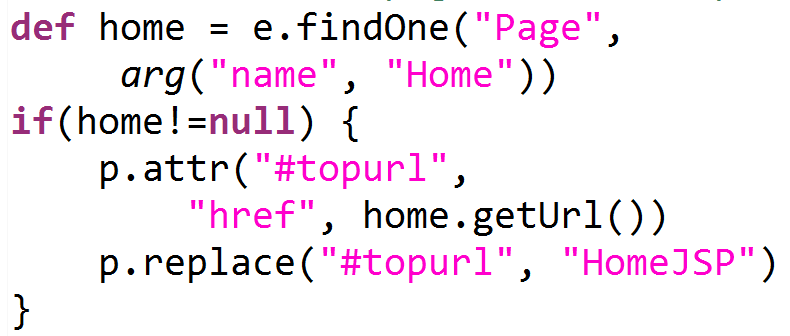 def home = e.findOne("Page",
     arg("name", "Home"))
if(home!=null) {
    p.attr("#topurl",
        "href", home.getUrl())
    p.replace("#topurl", "HomeJSP")
}